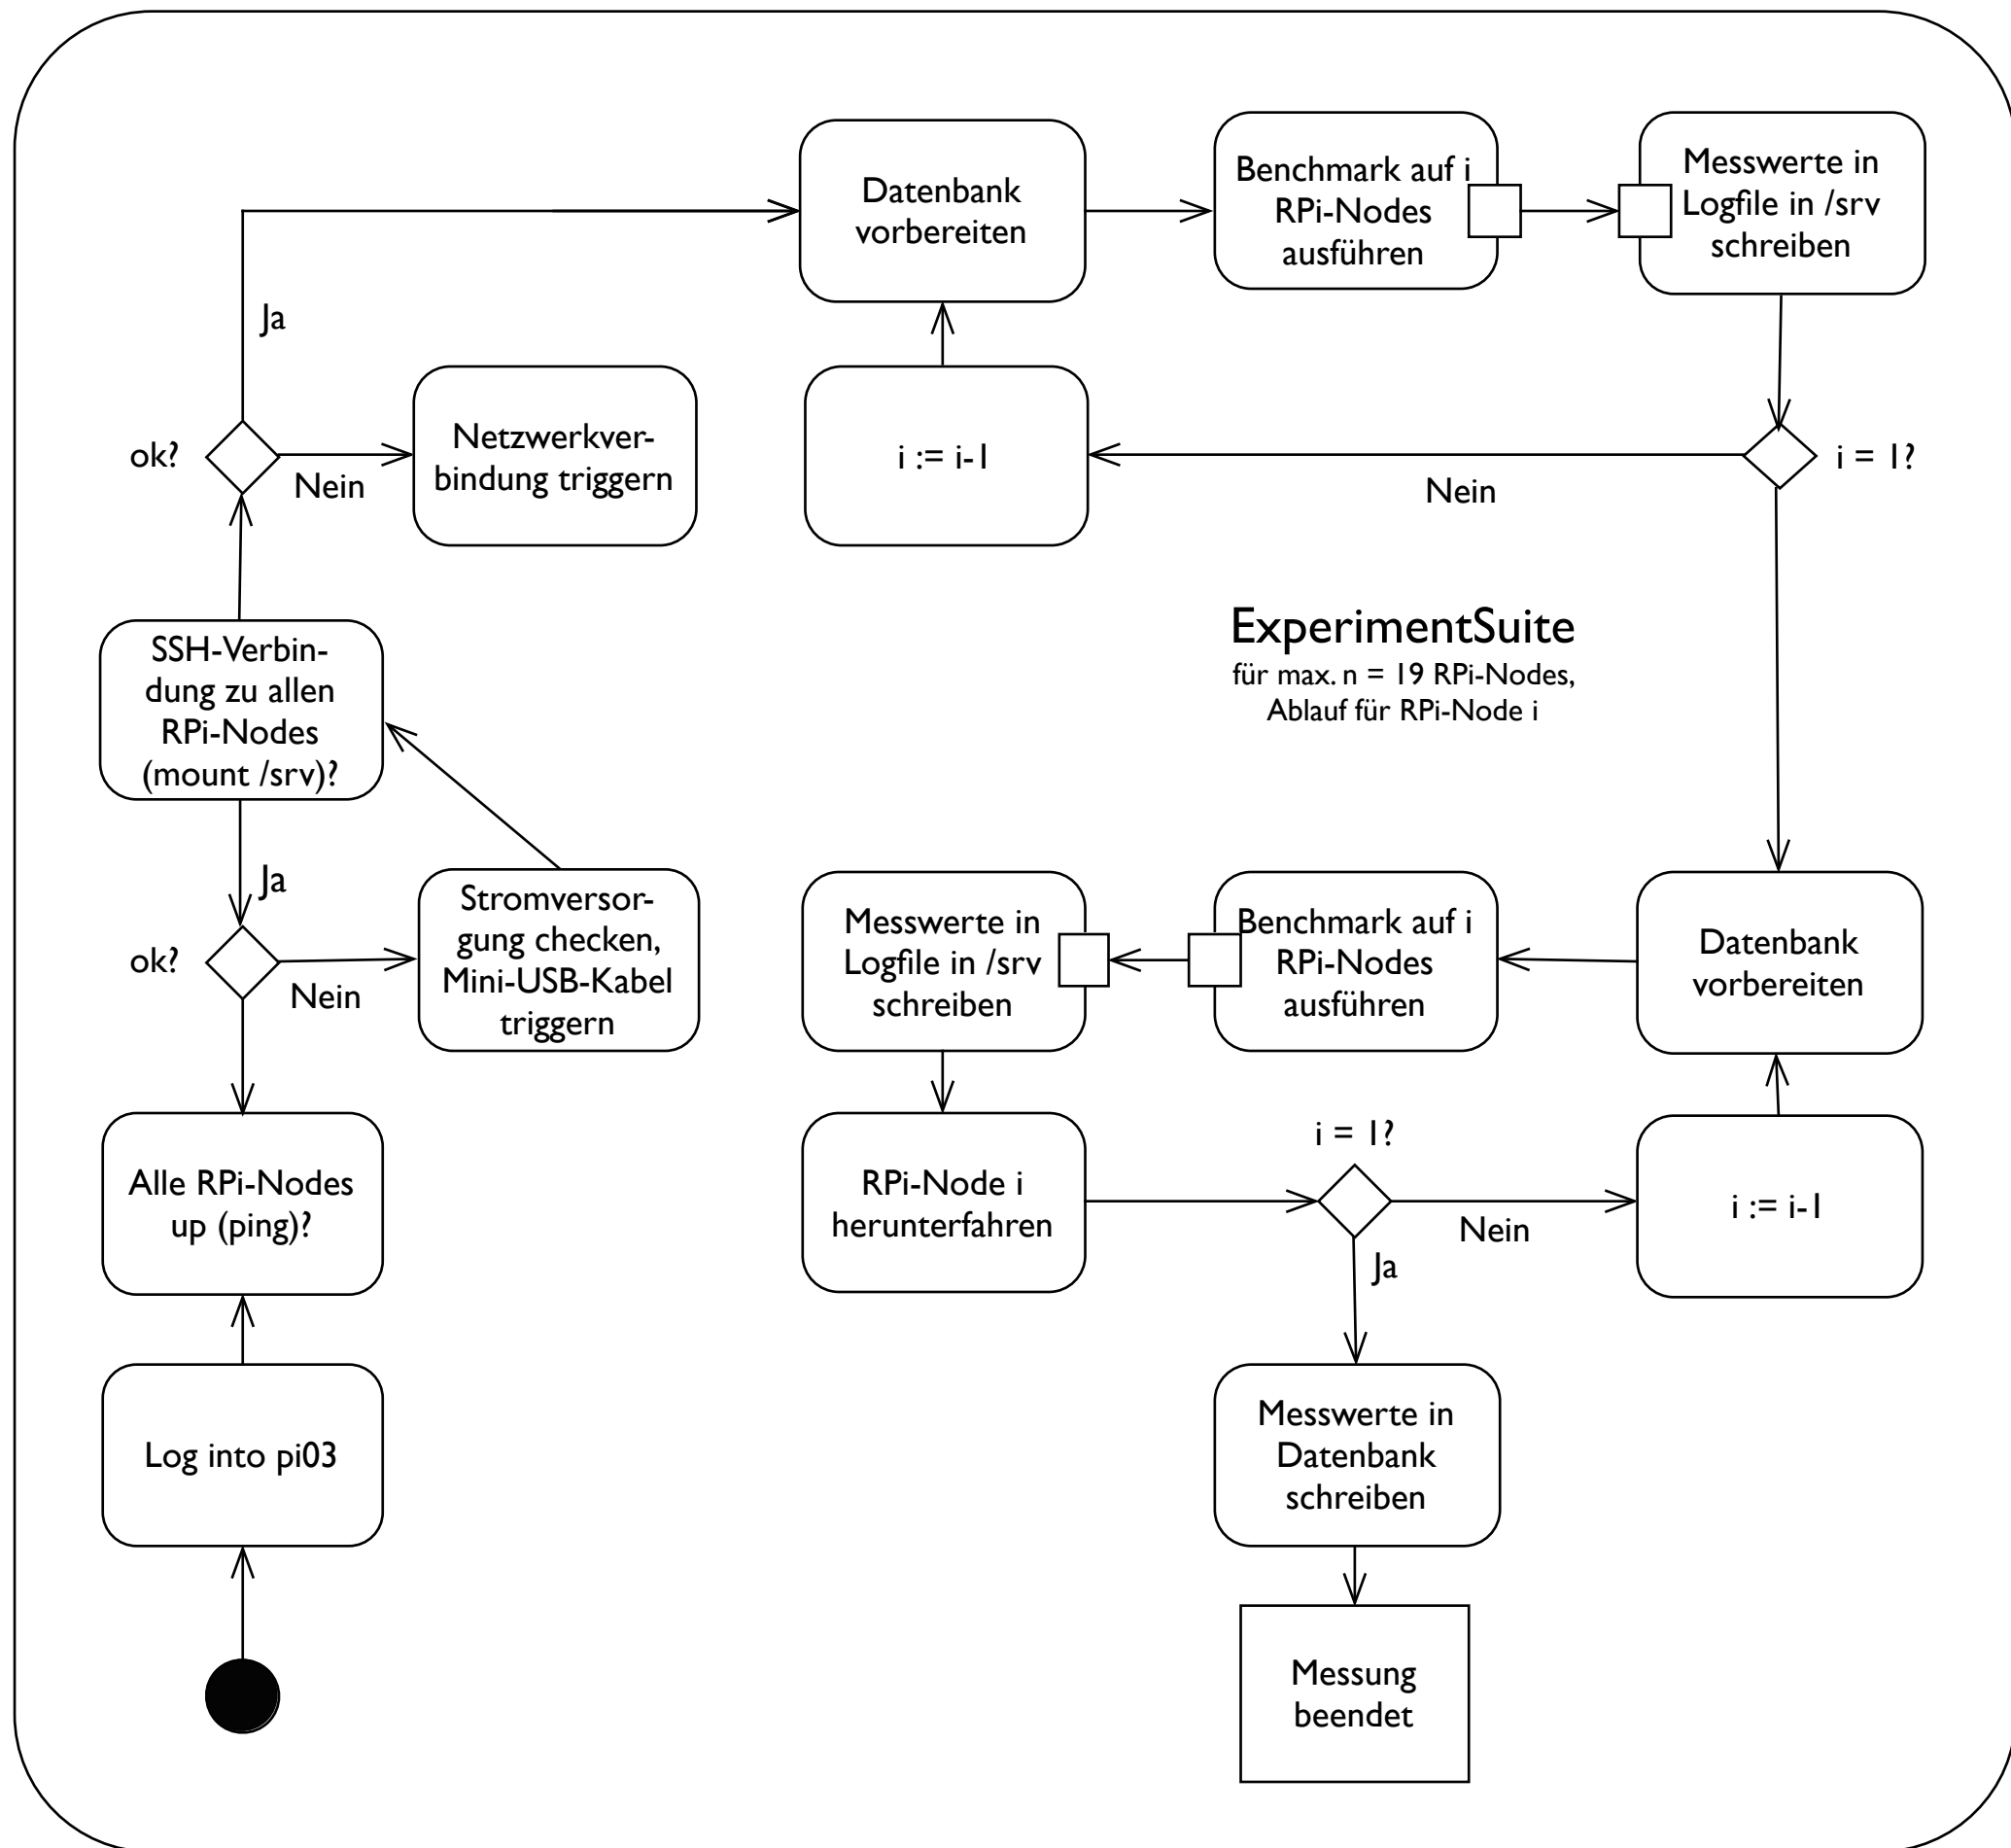 Datenbank
vorbereiten
Benchmark auf i
RPi-Nodes
ausführen
Messwerte in
Logfile in /srv
schreiben
Ja
ok?
Nein
Netzwerkver-
bindung triggern
i := i-1
Nein
i = 1?
SSH-Verbin-
dung zu allen
RPi-Nodes
(mount /srv)?
ExperimentSuite
für max. n = 19 RPi-Nodes,
Ablauf für RPi-Node i
Ja
ok?
Nein
Stromversor-
gung checken,
Mini-USB-Kabel
triggern
Messwerte in
Logfile in /srv
schreiben
Benchmark auf i
RPi-Nodes
ausführen
Datenbank
vorbereiten
Alle RPi-Nodes
up (ping)?
RPi-Node i
herunterfahren
i = 1?
Nein
Ja
i := i-1
Log into pi03
Messwerte in
Datenbank
schreiben
Messung
beendet